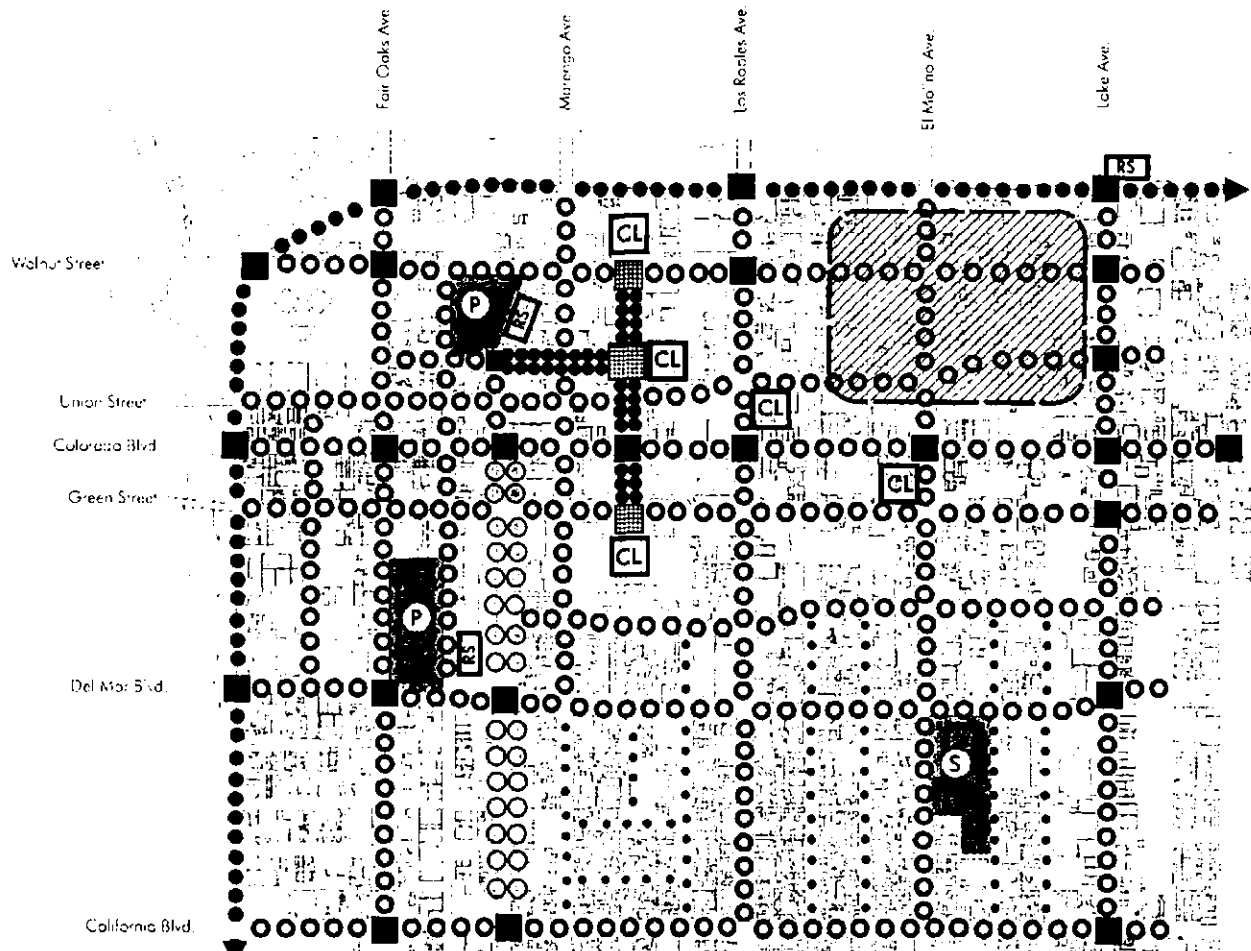 Fair Oaks Ave.
Marengo Ave.
Los Robles Ave.
El Molino Ave.
Lake Ave.
RS
CL
Walnut Street
P
RS
CL
Union Street
CL
Colorado Blvd.
CL
Green Street
CL
P
RS
Del Mar Blvd.
S
California Blvd.